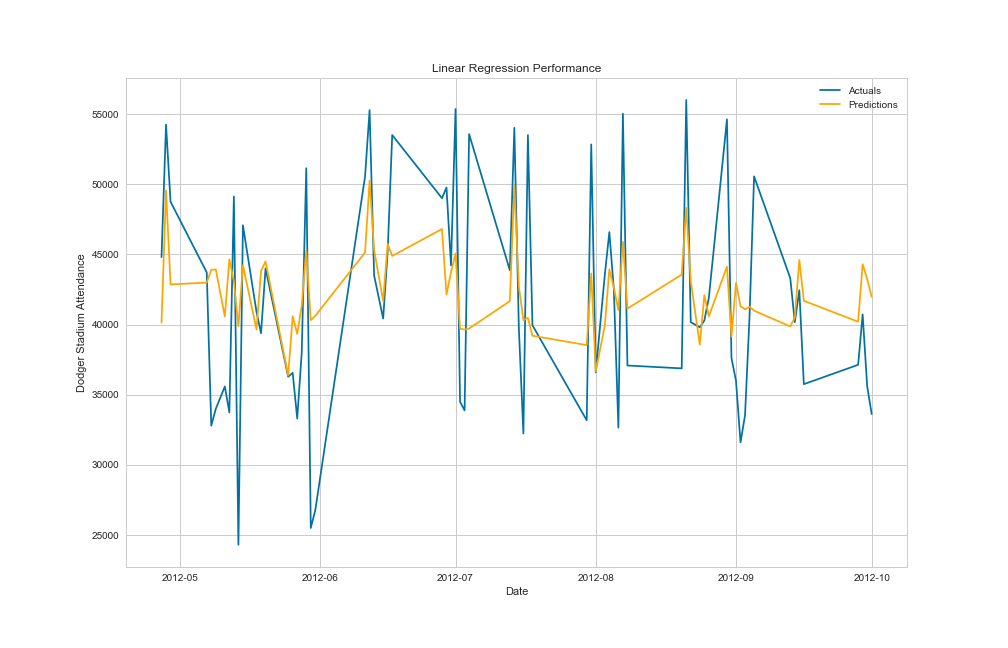 Linear Regression Performance
Actuals
Predictions
Dodger Stadium Attendance
55000
50000
45000
40000
35000
30000
25000
2012-05
2012-06
2012-07
2012-08
2012-09
2012-10
Date